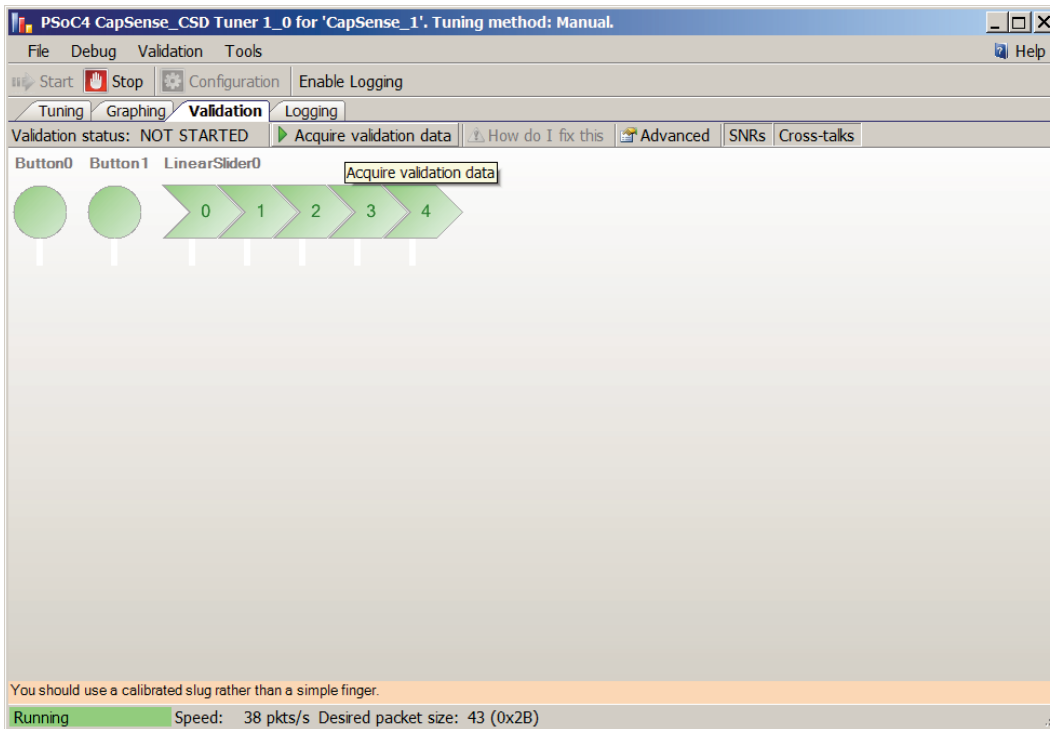 PSoC4 CapSense_CSD Tuner 1_0 for 'CapSense_1'. Tuning method: Manual.
File Debug Validation Tools Help
Start Stop Configuration Enable Logging
Tuning Graphing Validation Logging
Validation status: NOT STARTED Acquire validation data How do I fix this Advanced SNRs Cross-talks
Button0 Button1 LinearSlider0
Acquire validation data
0 1 2 3 4
You should use a calibrated slug rather than a simple finger.
Running Speed: 38 pkts/s Desired packet size: 43 (0x2B)